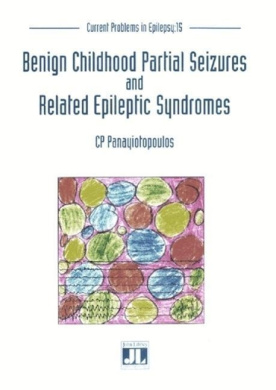 Current Problems in Epilepsy:15
Benign Childhood Partial Seizures
and
Related Epileptic Syndromes
CP Panayiotopoulos
JL